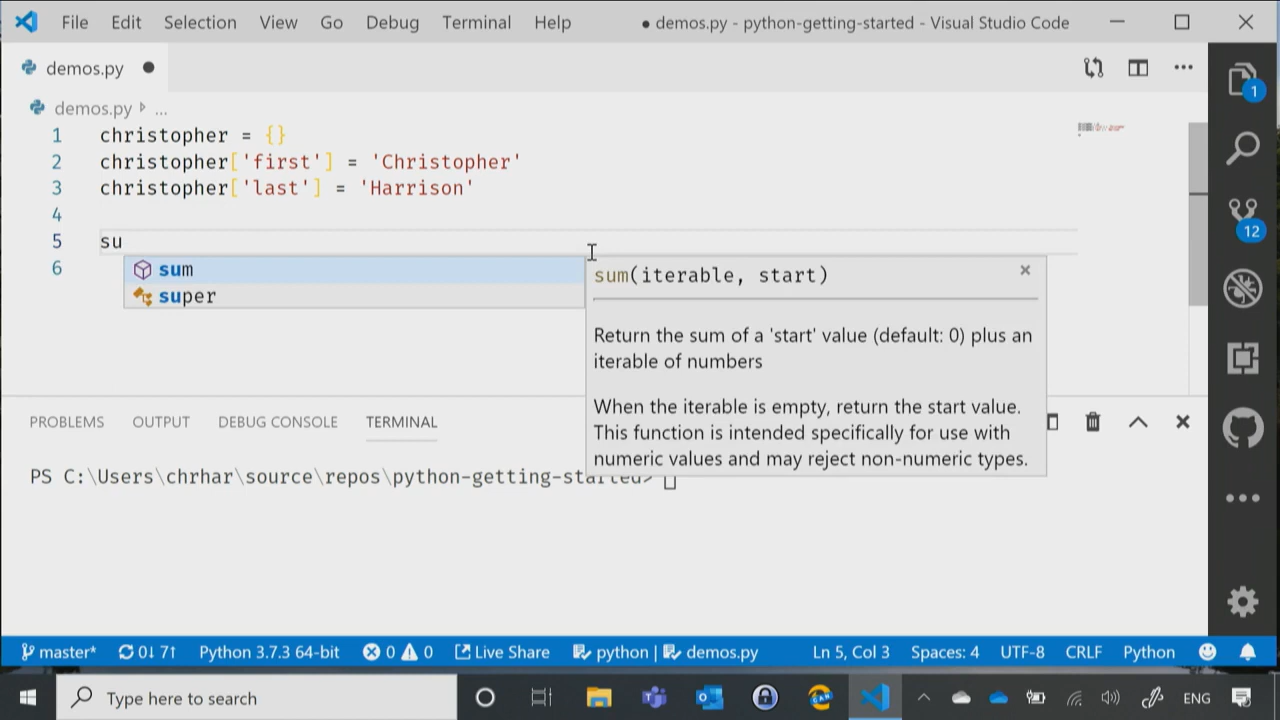 File Edit Selection View Go Debug Terminal Help ● demos.py - python-getting-started - Visual Studio Code
demos.py
demos.py ...
1 christopher = {}
2 christopher['first'] = 'Christopher'
3 christopher['last'] = 'Harrison'
4
5 su
6
sum
super
sum(iterable, start)
Return the sum of a 'start' value (default: 0) plus an
iterable of numbers
When the iterable is empty, return the start value.
This function is intended specifically for use with
numeric values and may reject non-numeric types.
1
12
PROBLEMS OUTPUT DEBUG CONSOLE TERMINAL
PS C:\Users\chrhar\source\repos\python-getting-started>
master* 0↓ 7↑ Python 3.7.3 64-bit 0 0 Live Share python | demos.py Ln 5, Col 3 Spaces: 4 UTF-8 CRLF Python
Type here to search ENG